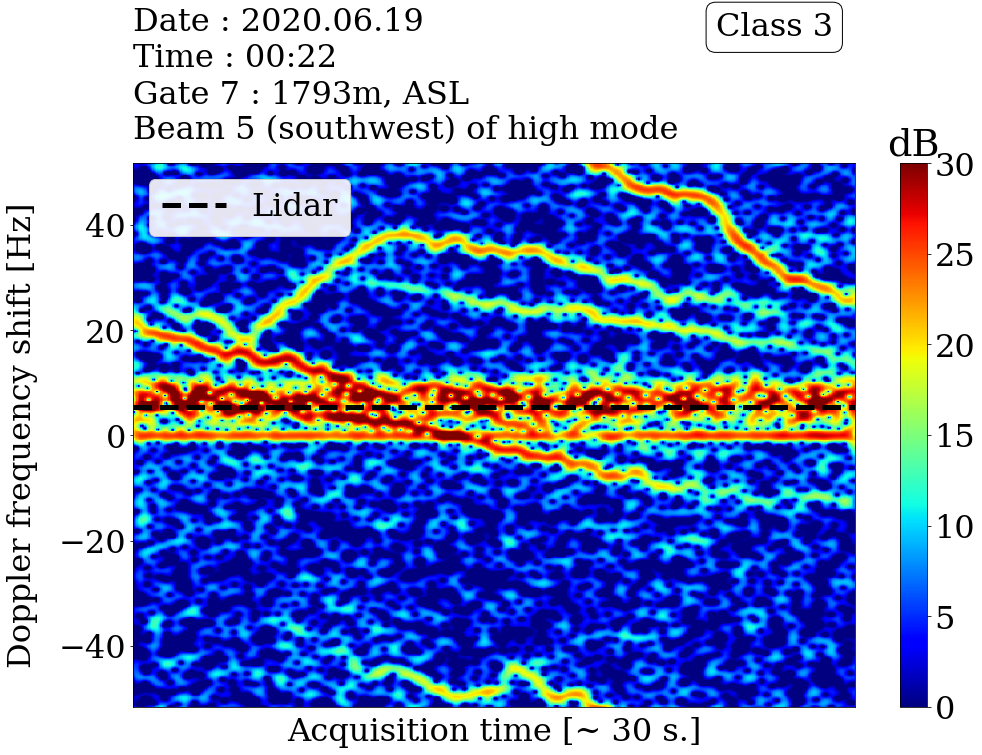 Date : 2020.06.19
Time : 00:22
Gate 7 : 1793m, ASL
Beam 5 (southwest) of high mode
Class 3
dB
Lidar
Doppler frequency shift [Hz]
40
20
0
−20
−40
30
25
20
15
10
5
0
Acquisition time [~ 30 s.]